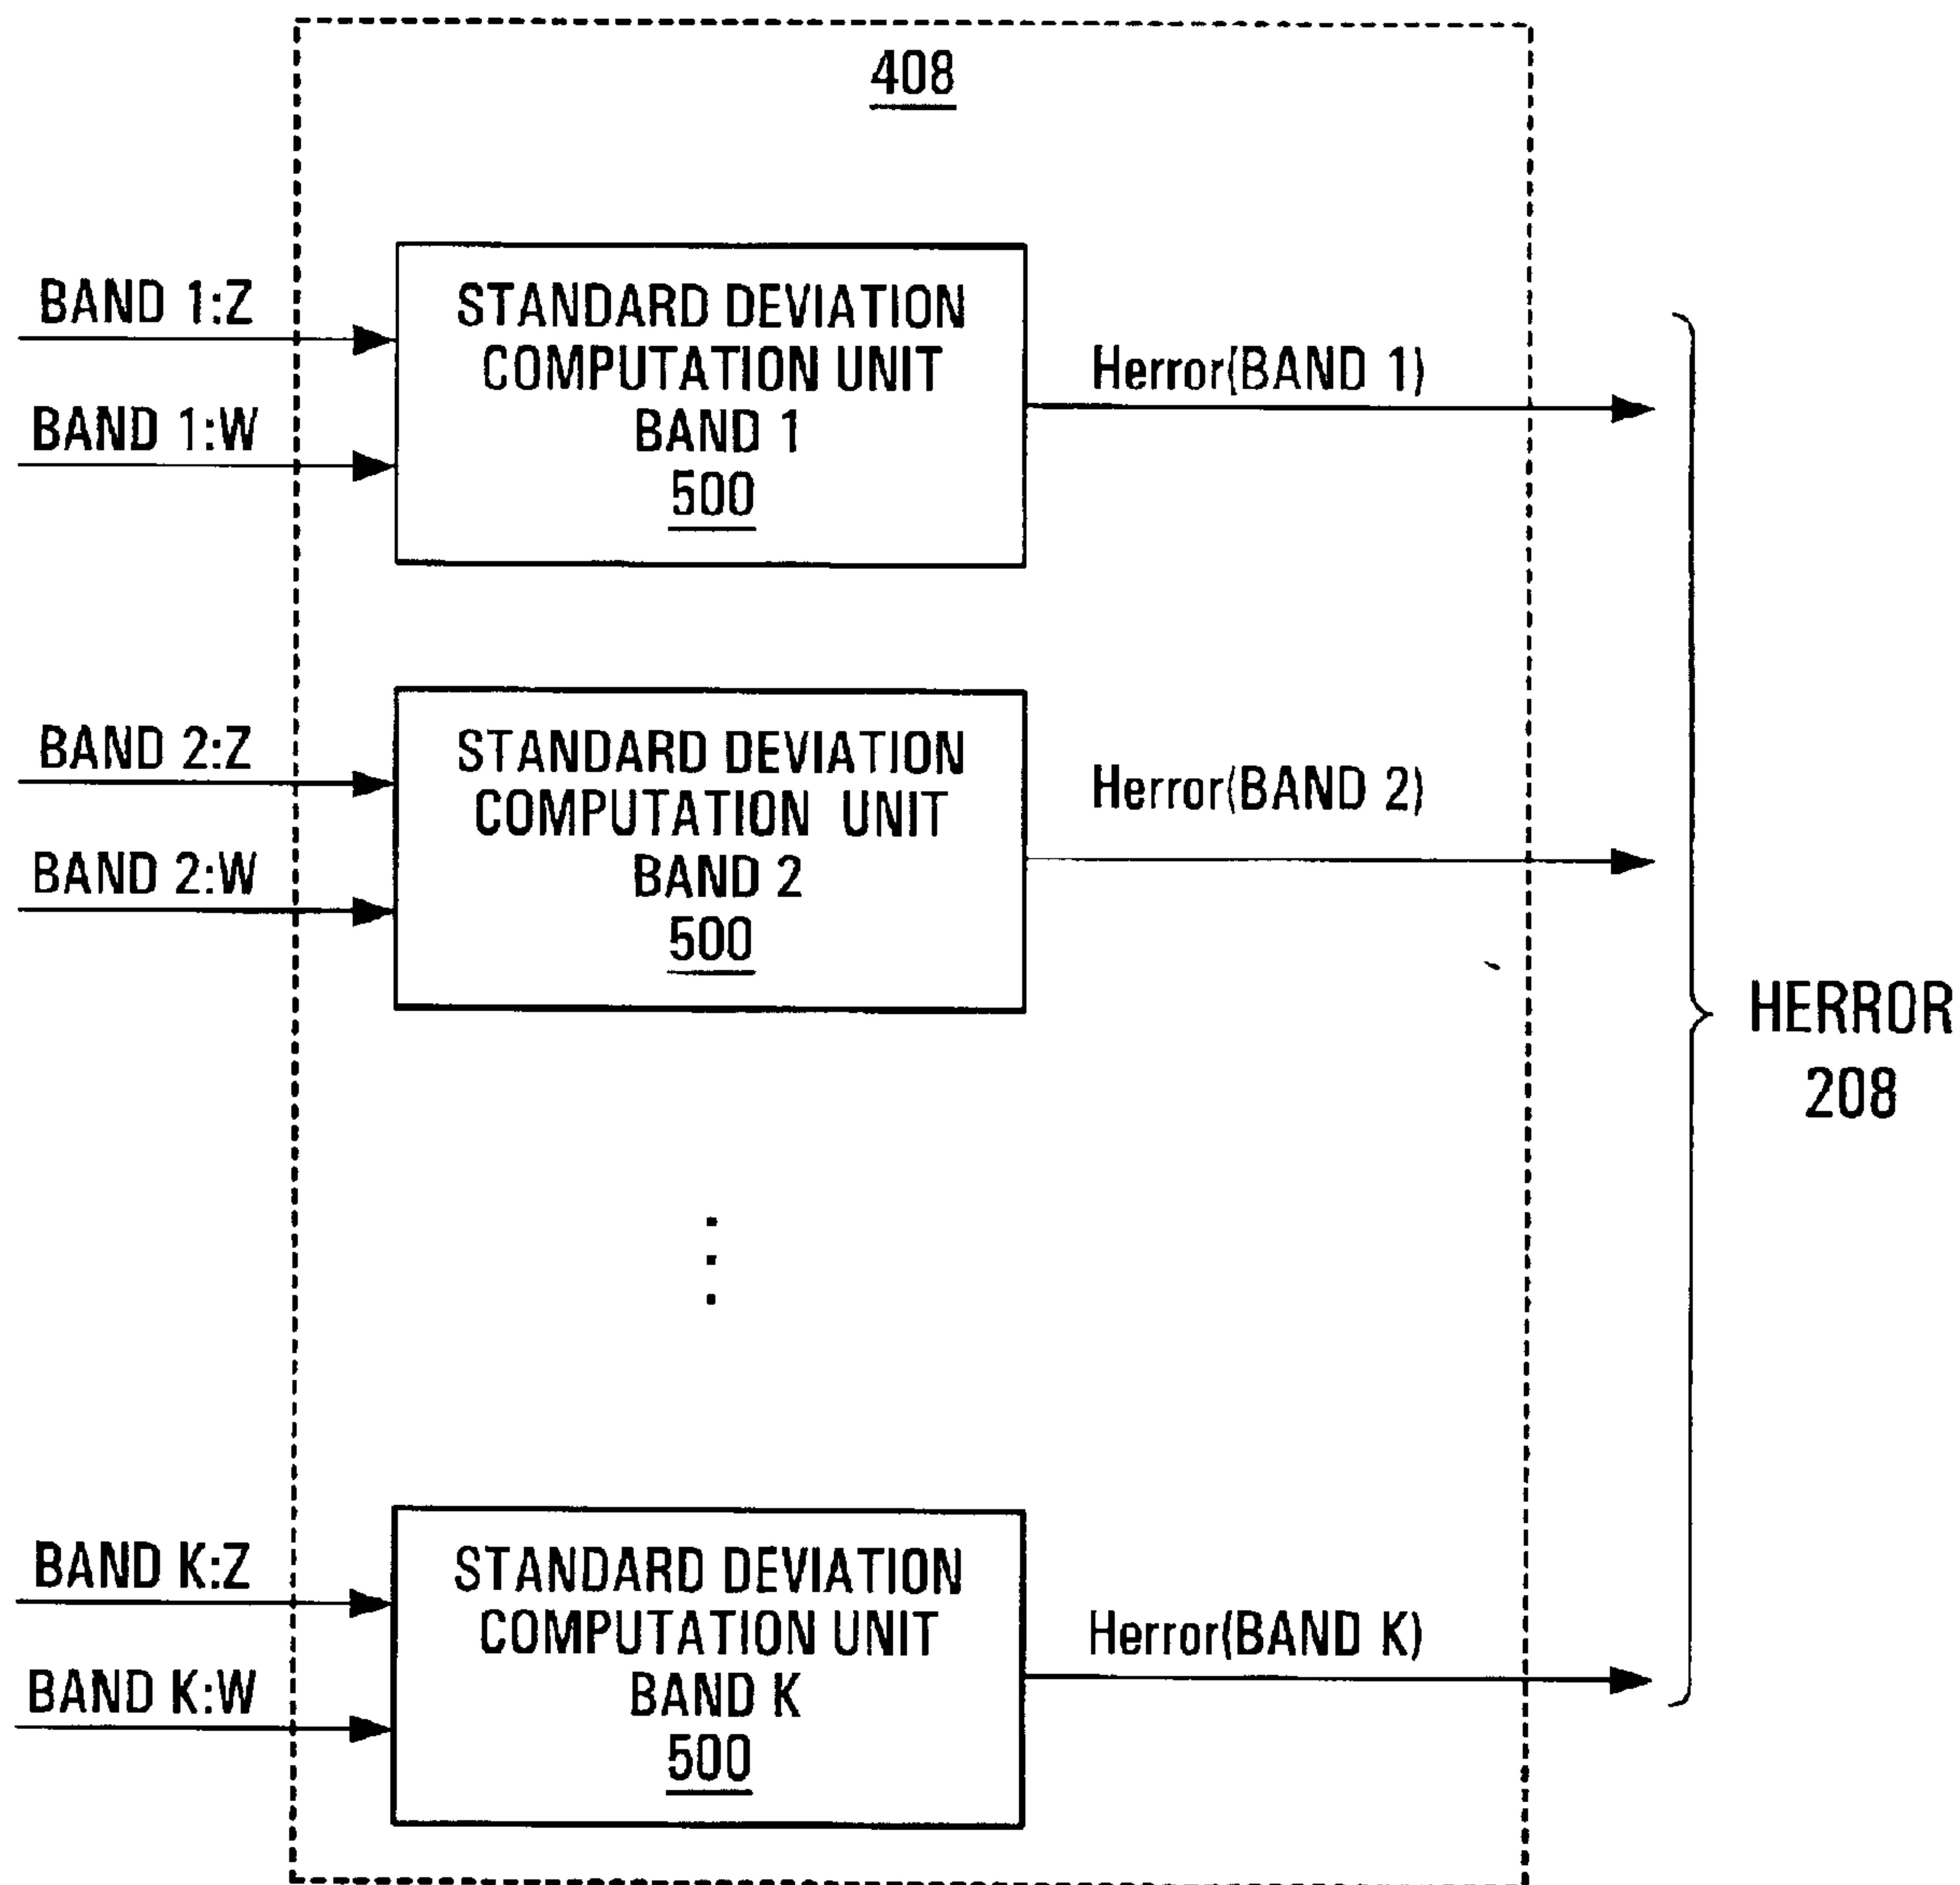 408
BAND 1:Z
BAND 1:W
STANDARD DEVIATION
COMPUTATION UNIT
BAND 1
500
Herror(BAND 1)
BAND 2:Z
BAND 2:W
STANDARD DEVIATION
COMPUTATION UNIT
BAND 2
500
Herror(BAND 2)
HERROR
208
BAND K:Z
BAND K:W
STANDARD DEVIATION
COMPUTATION UNIT
BAND K
500
Herror(BAND K)